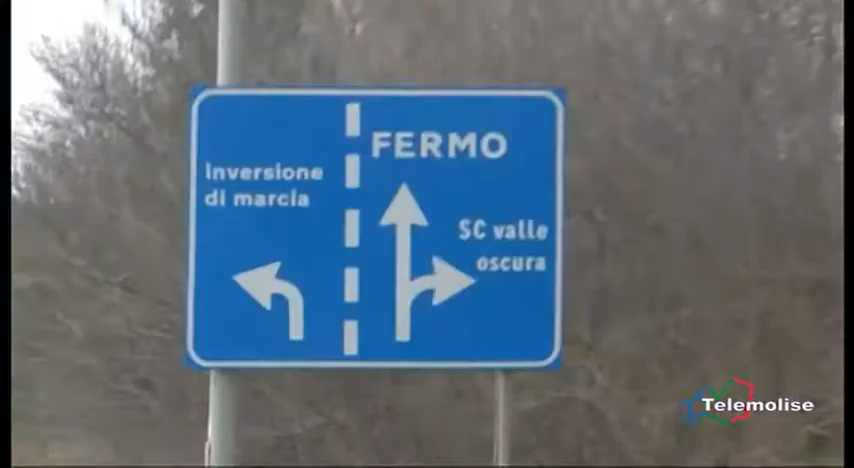 Inversione
di marcia
FERMO
SC valle
oscura
Telemolise